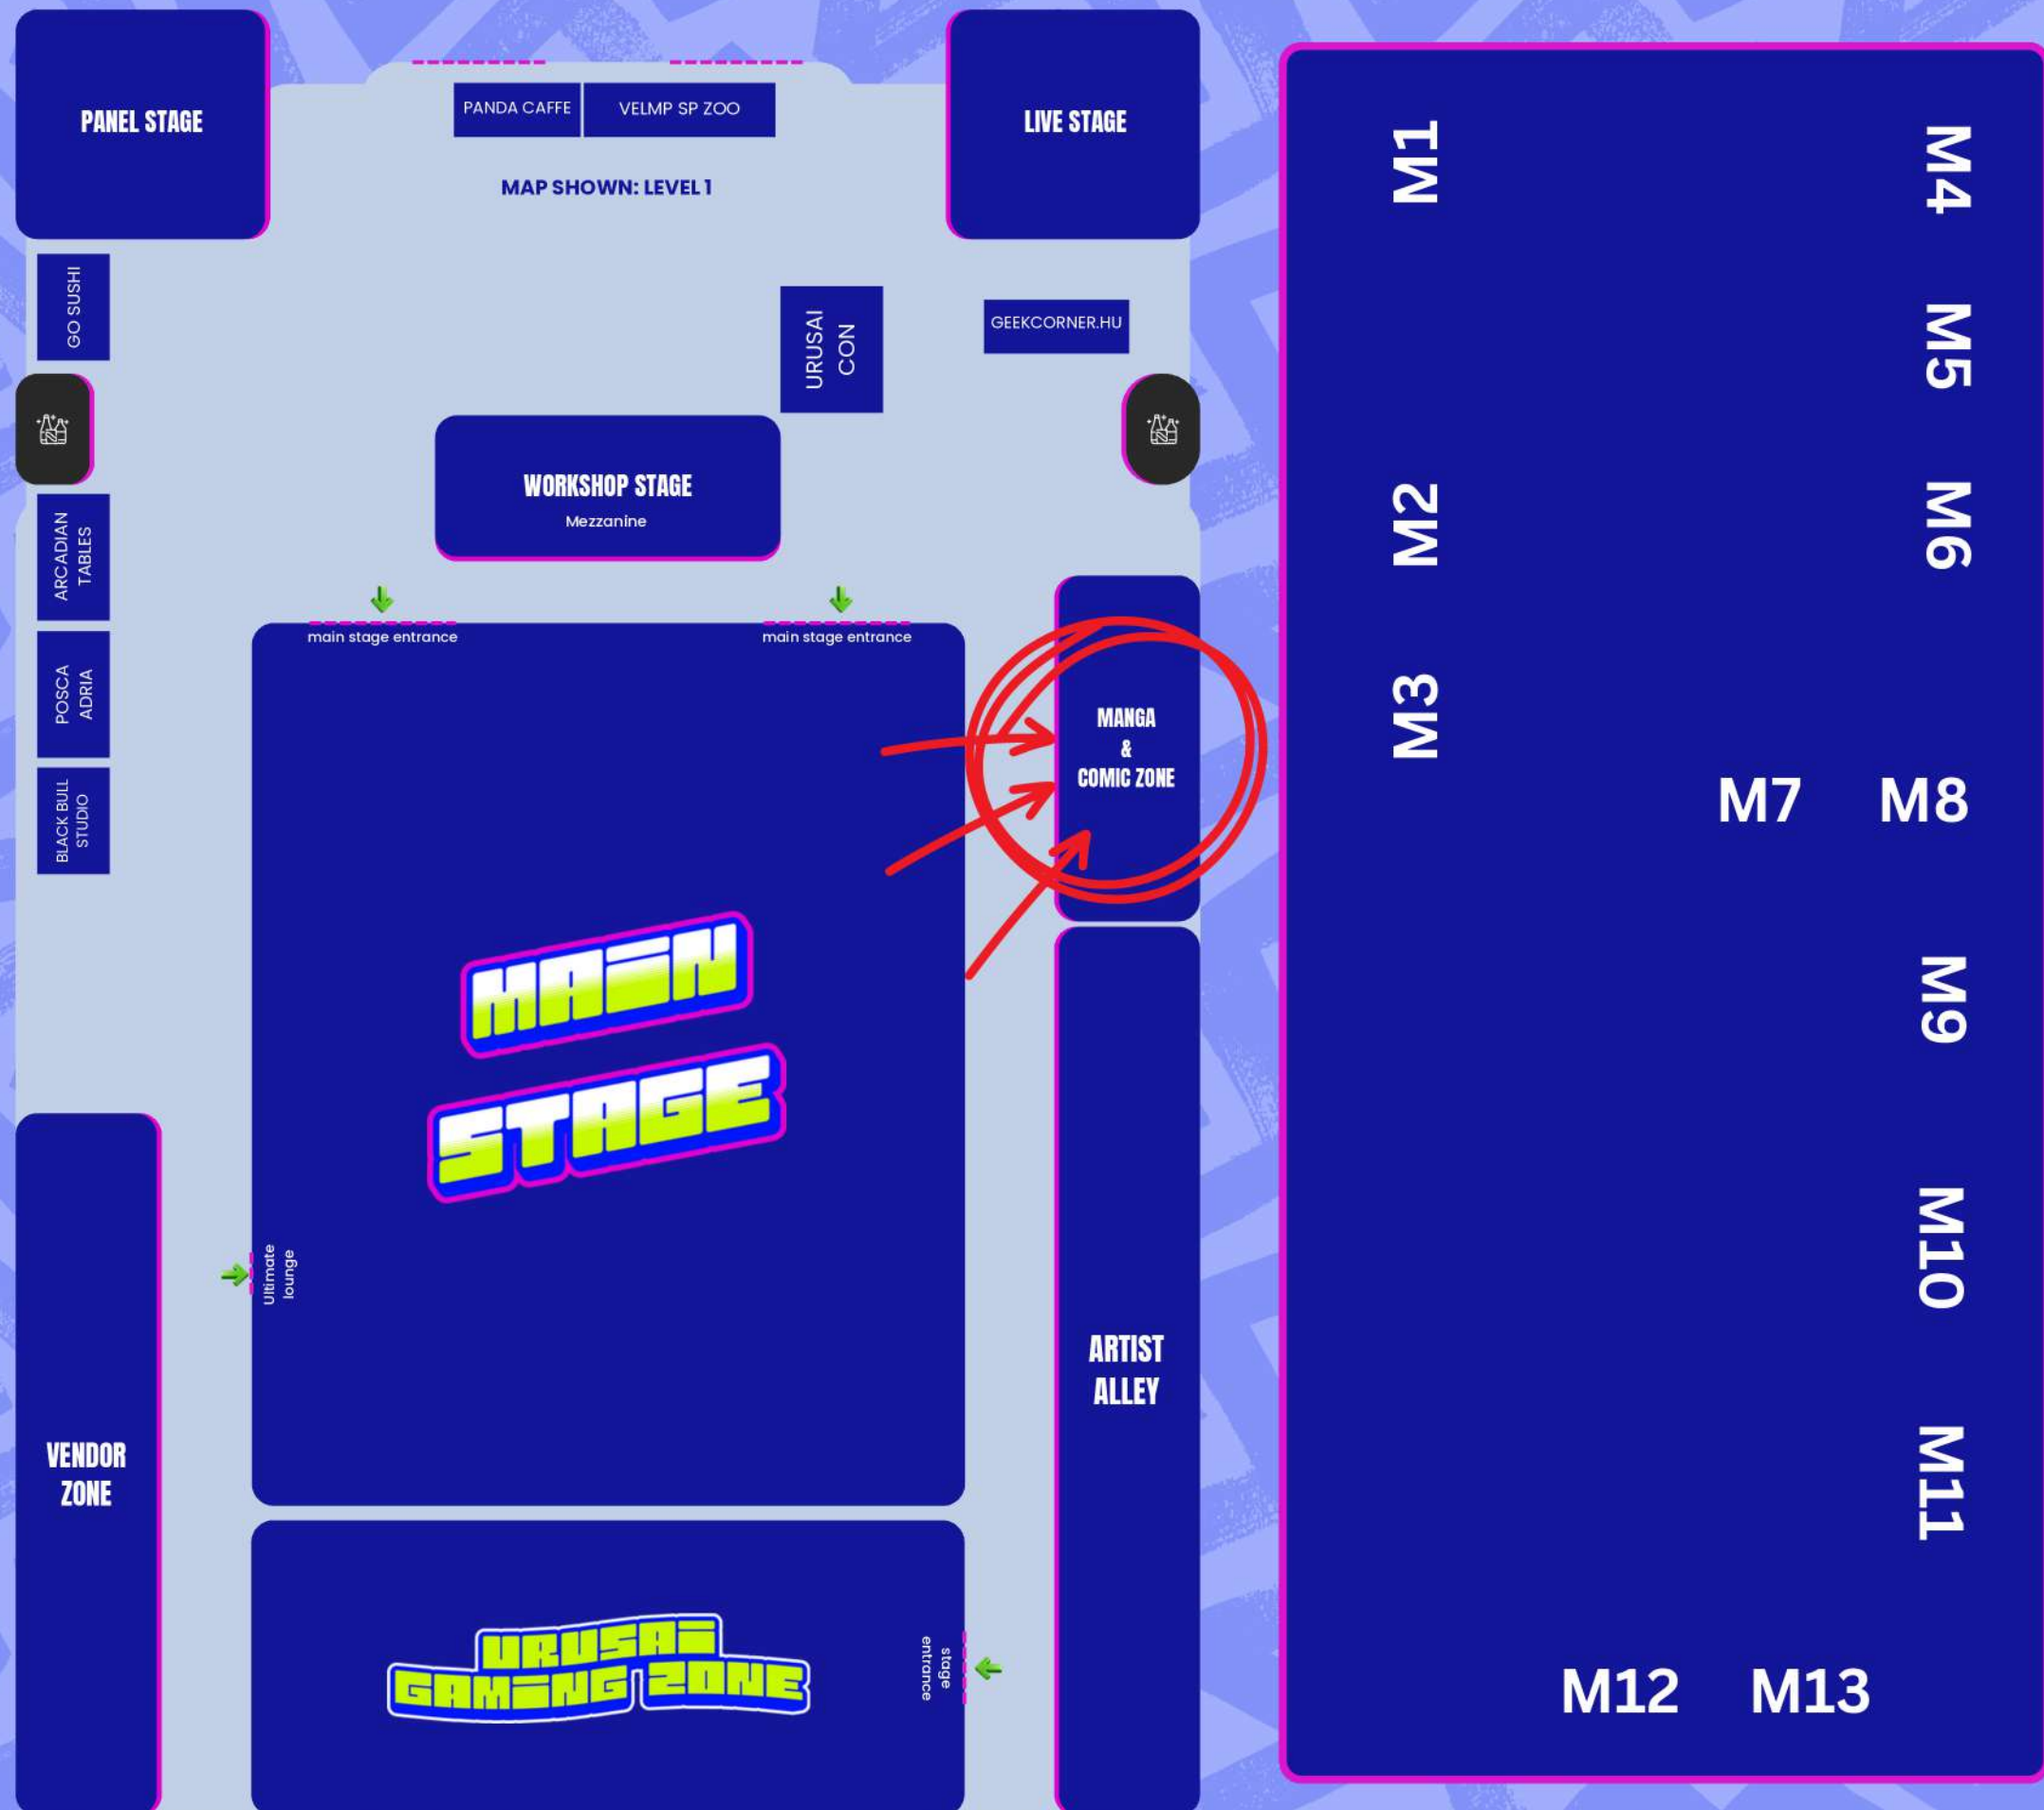 PANEL STAGE
PANDA CAFFE
VELMP SP ZOO
LIVE STAGE
MAP SHOWN: LEVEL 1
GO SUSHI
URUSAI
CON
GEEKCORNER.HU
WORKSHOP STAGE
Mezzanine
ARCADIAN
TABLES
main stage entrance
main stage entrance
POSCA
ADRIA
MANGA
&
COMIC ZONE
BLACK BULL
STUDIO
MAIN
STAGE
Ultimate
lounge
ARTIST
ALLEY
VENDOR
ZONE
URUSAI
GAMING ZONE
stage
entrance
M1
M4
M5
M2
M6
M3
M7
M8
M9
M10
M11
M12
M13